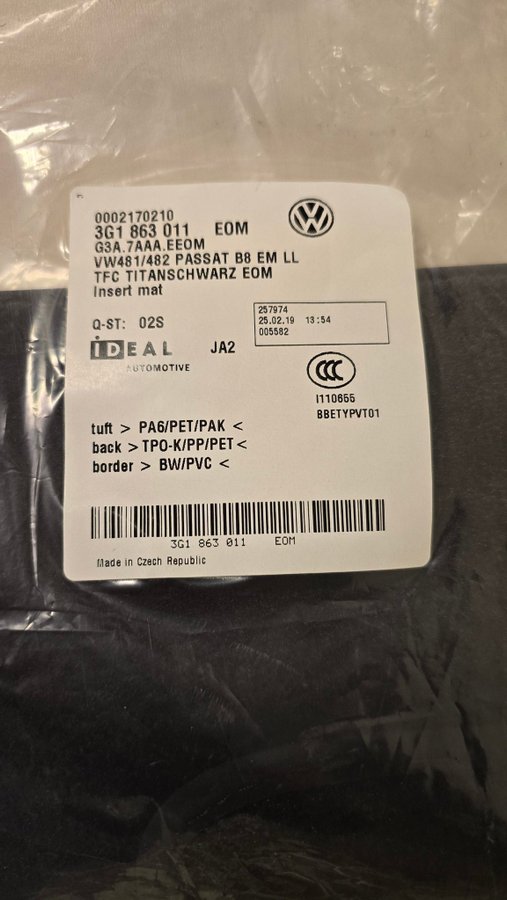 0002170210
3G1 863 011 EOM
G3A.7AAA.EEOM
VW481/482 PASSAT B8 EM LL
TFC TITANSCHWARZ EOM
Insert mat
Q-ST: 02S
257974
25.02.19 13:54
005582
iDEAL JA2
AUTOMOTIVE
CCC
I110655
BBETYPVT01
tuft > PA6/PET/PAK <
back > TPO-K/PP/PET <
border > BW/PVC <
3G1 863 011 EOM
Made in Czech Republic